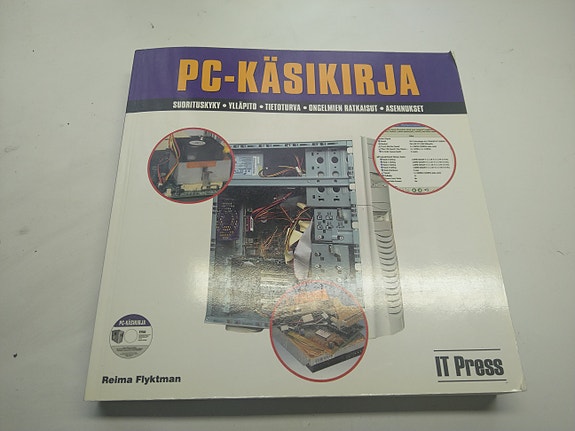 PC-KÄSIKIRJA
SUORITUSKYKY • YLLÄPITO • TIETOTURVA • ONGELMIEN RATKAISUT • ASENNUKSET
PC-KÄSIKIRJA
Reima Flyktman
IT Press